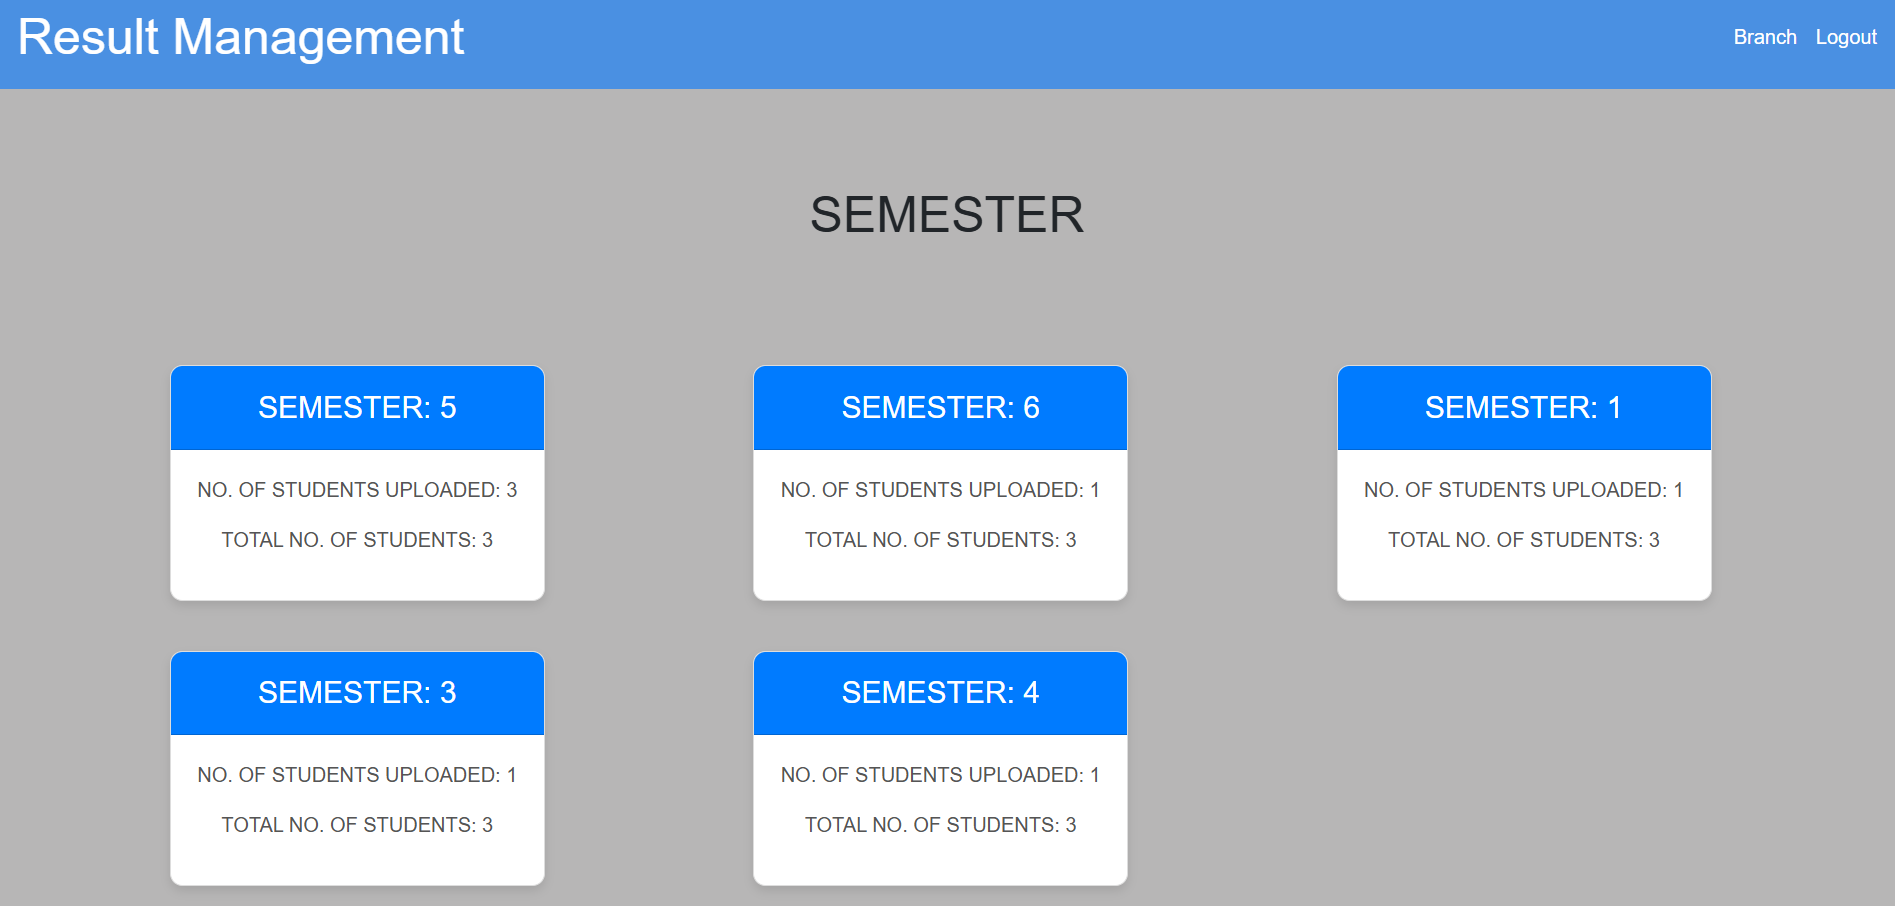 Result Management
Branch
Logout
SEMESTER
SEMESTER: 5
NO. OF STUDENTS UPLOADED: 3
TOTAL NO. OF STUDENTS: 3
SEMESTER: 6
NO. OF STUDENTS UPLOADED: 1
TOTAL NO. OF STUDENTS: 3
SEMESTER: 1
NO. OF STUDENTS UPLOADED: 1
TOTAL NO. OF STUDENTS: 3
SEMESTER: 3
NO. OF STUDENTS UPLOADED: 1
TOTAL NO. OF STUDENTS: 3
SEMESTER: 4
NO. OF STUDENTS UPLOADED: 1
TOTAL NO. OF STUDENTS: 3